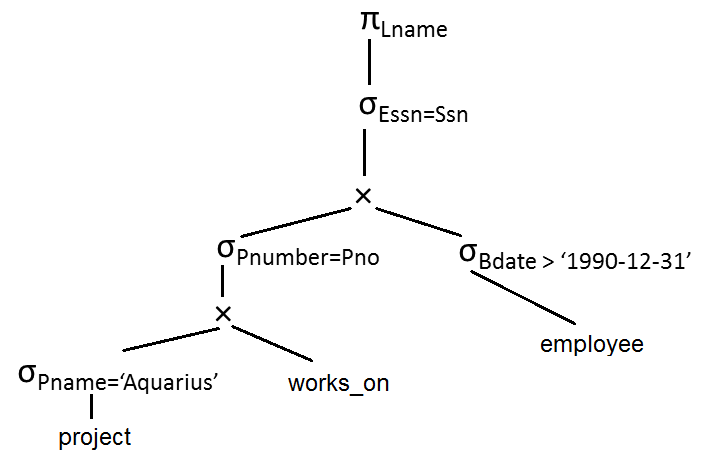 πLname
σEssn=Ssn
×
σPnumber=Pno
σBdate > ‘1990-12-31’
×
employee
σPname=‘Aquarius’
works_on
project